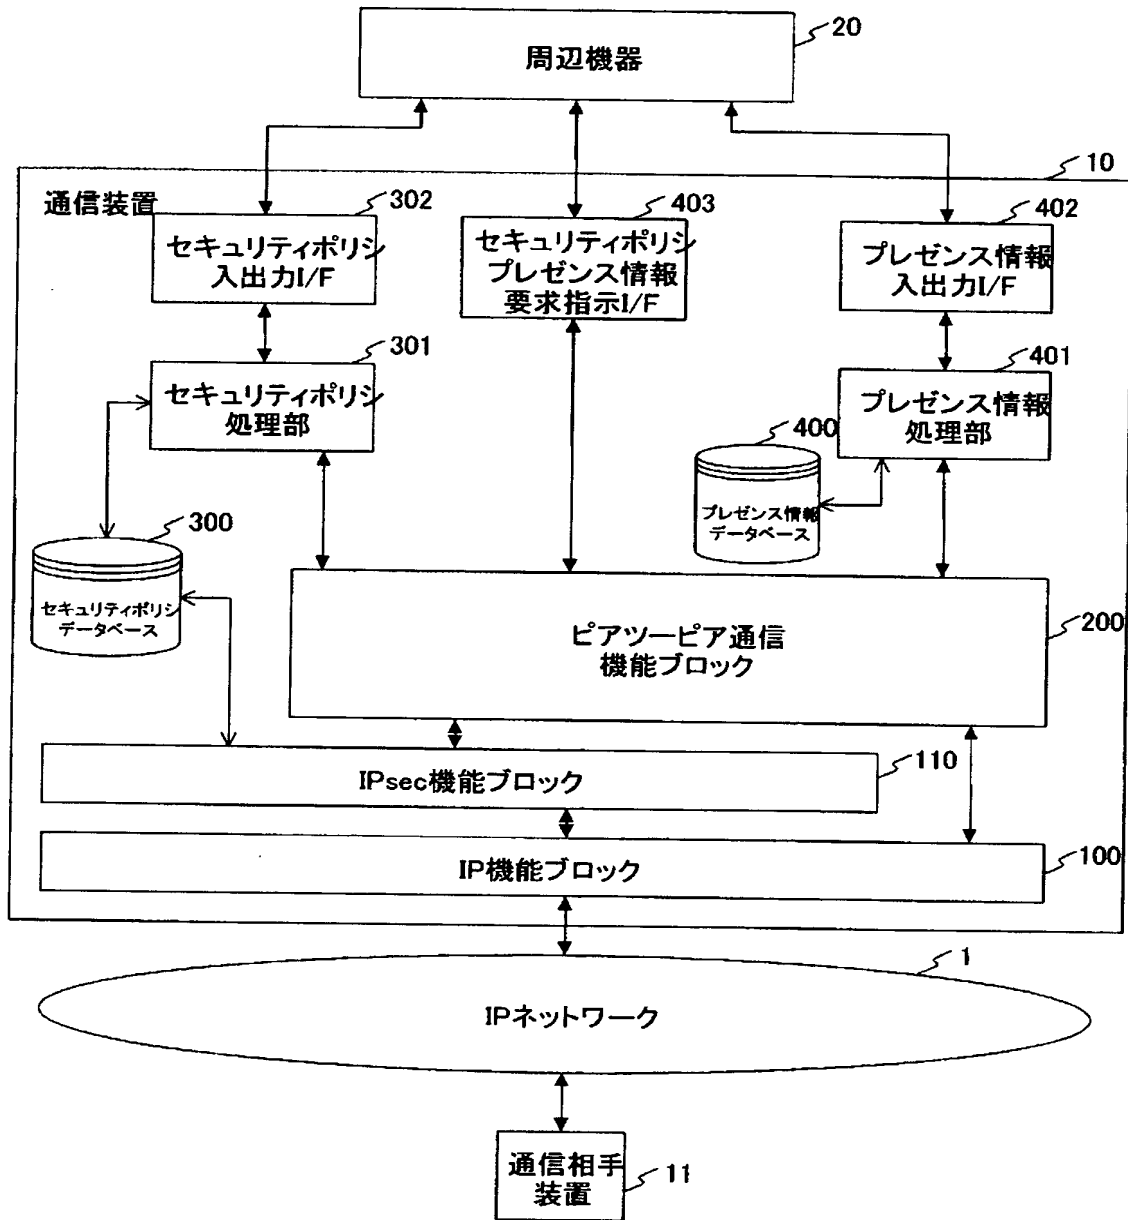 20
周辺機器
10
通信装置
302
セキュリティポリシ
入出力I/F
403
セキュリティポリシ
プレゼンス情報
要求指示I/F
402
プレゼンス情報
入出力I/F
301
セキュリティポリシ
処理部
401
プレゼンス情報
処理部
400
プレゼンス情報
データベース
300
セキュリティポリシ
データベース
200
ピアツーピア通信
機能ブロック
110
IPsec機能ブロック
100
IP機能ブロック
1
IPネットワーク
通信相手
装置
11